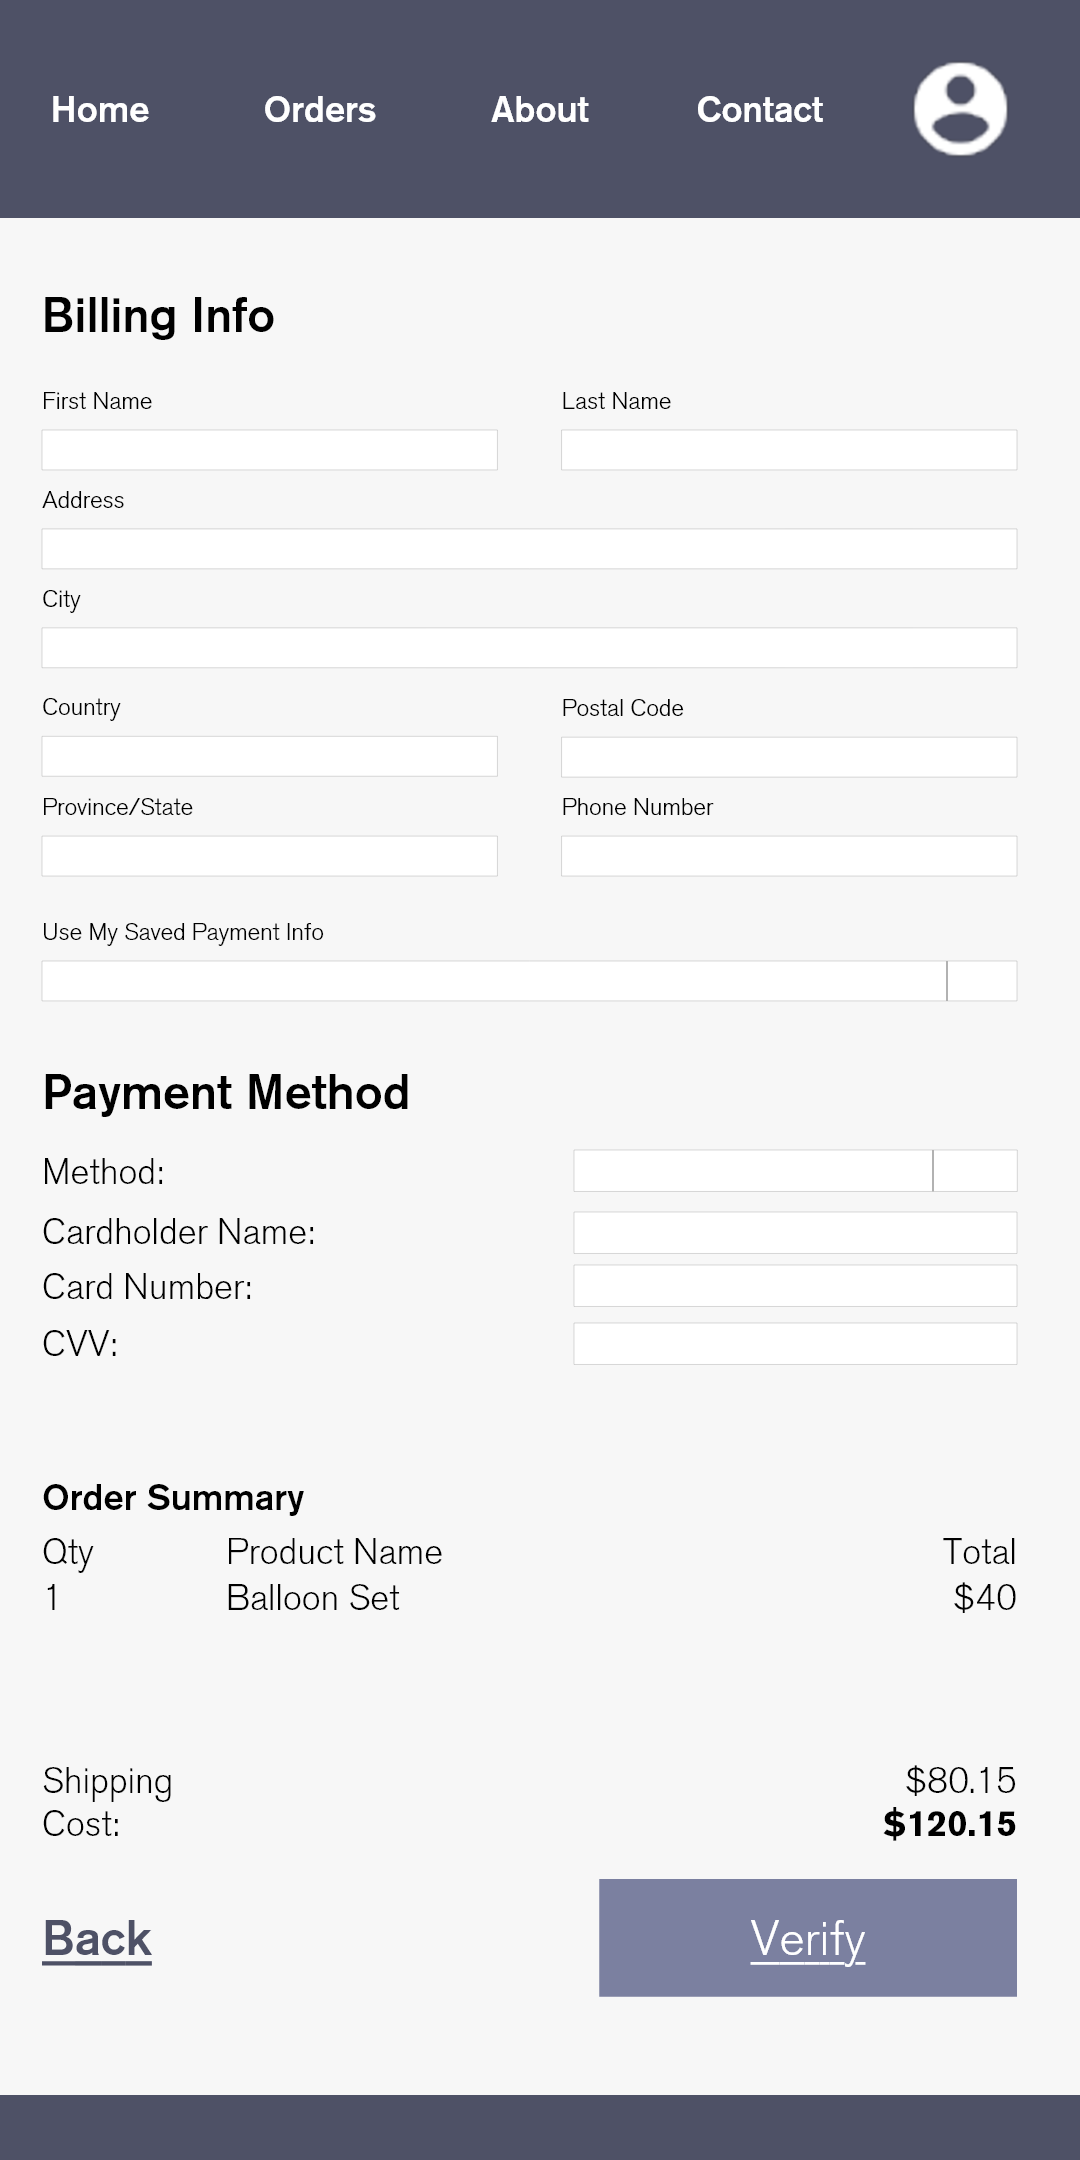 Home Orders About Contact
Billing Info
First Name Last Name
Address
City
Country Postal Code
Province/State Phone Number
Use My Saved Payment Info
Payment Method
Method:
Cardholder Name:
Card Number:
CVV:
Order Summary
Qty Product Name Total
1 Balloon Set $40
Shipping $80.15
Cost: $120.15
Back Verify